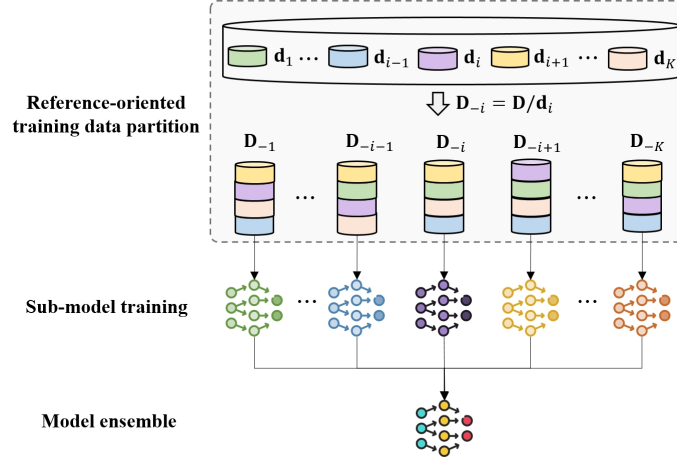 d₁ ... dᵢ₋₁ dᵢ dᵢ₊₁ ... d_K
Reference-oriented
training data partition
D₋ᵢ = D/dᵢ
D₋₁ D₋ᵢ₋₁ D₋ᵢ D₋ᵢ₊₁ D₋K
... ...
Sub-model training
... ...
Model ensemble